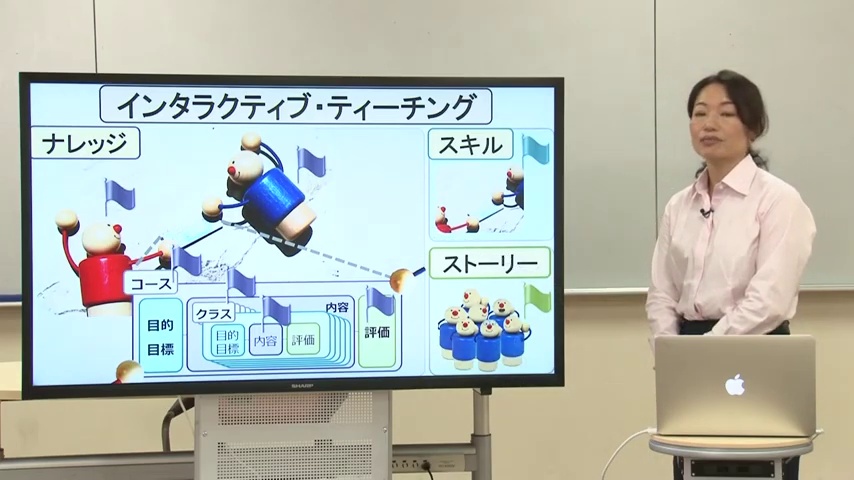 インタラクティブ・ティーチング
ナレッジ
スキル
ストーリー
コース
目的
目標
クラス
内容
目的
目標
内容
評価
評価
SHARP